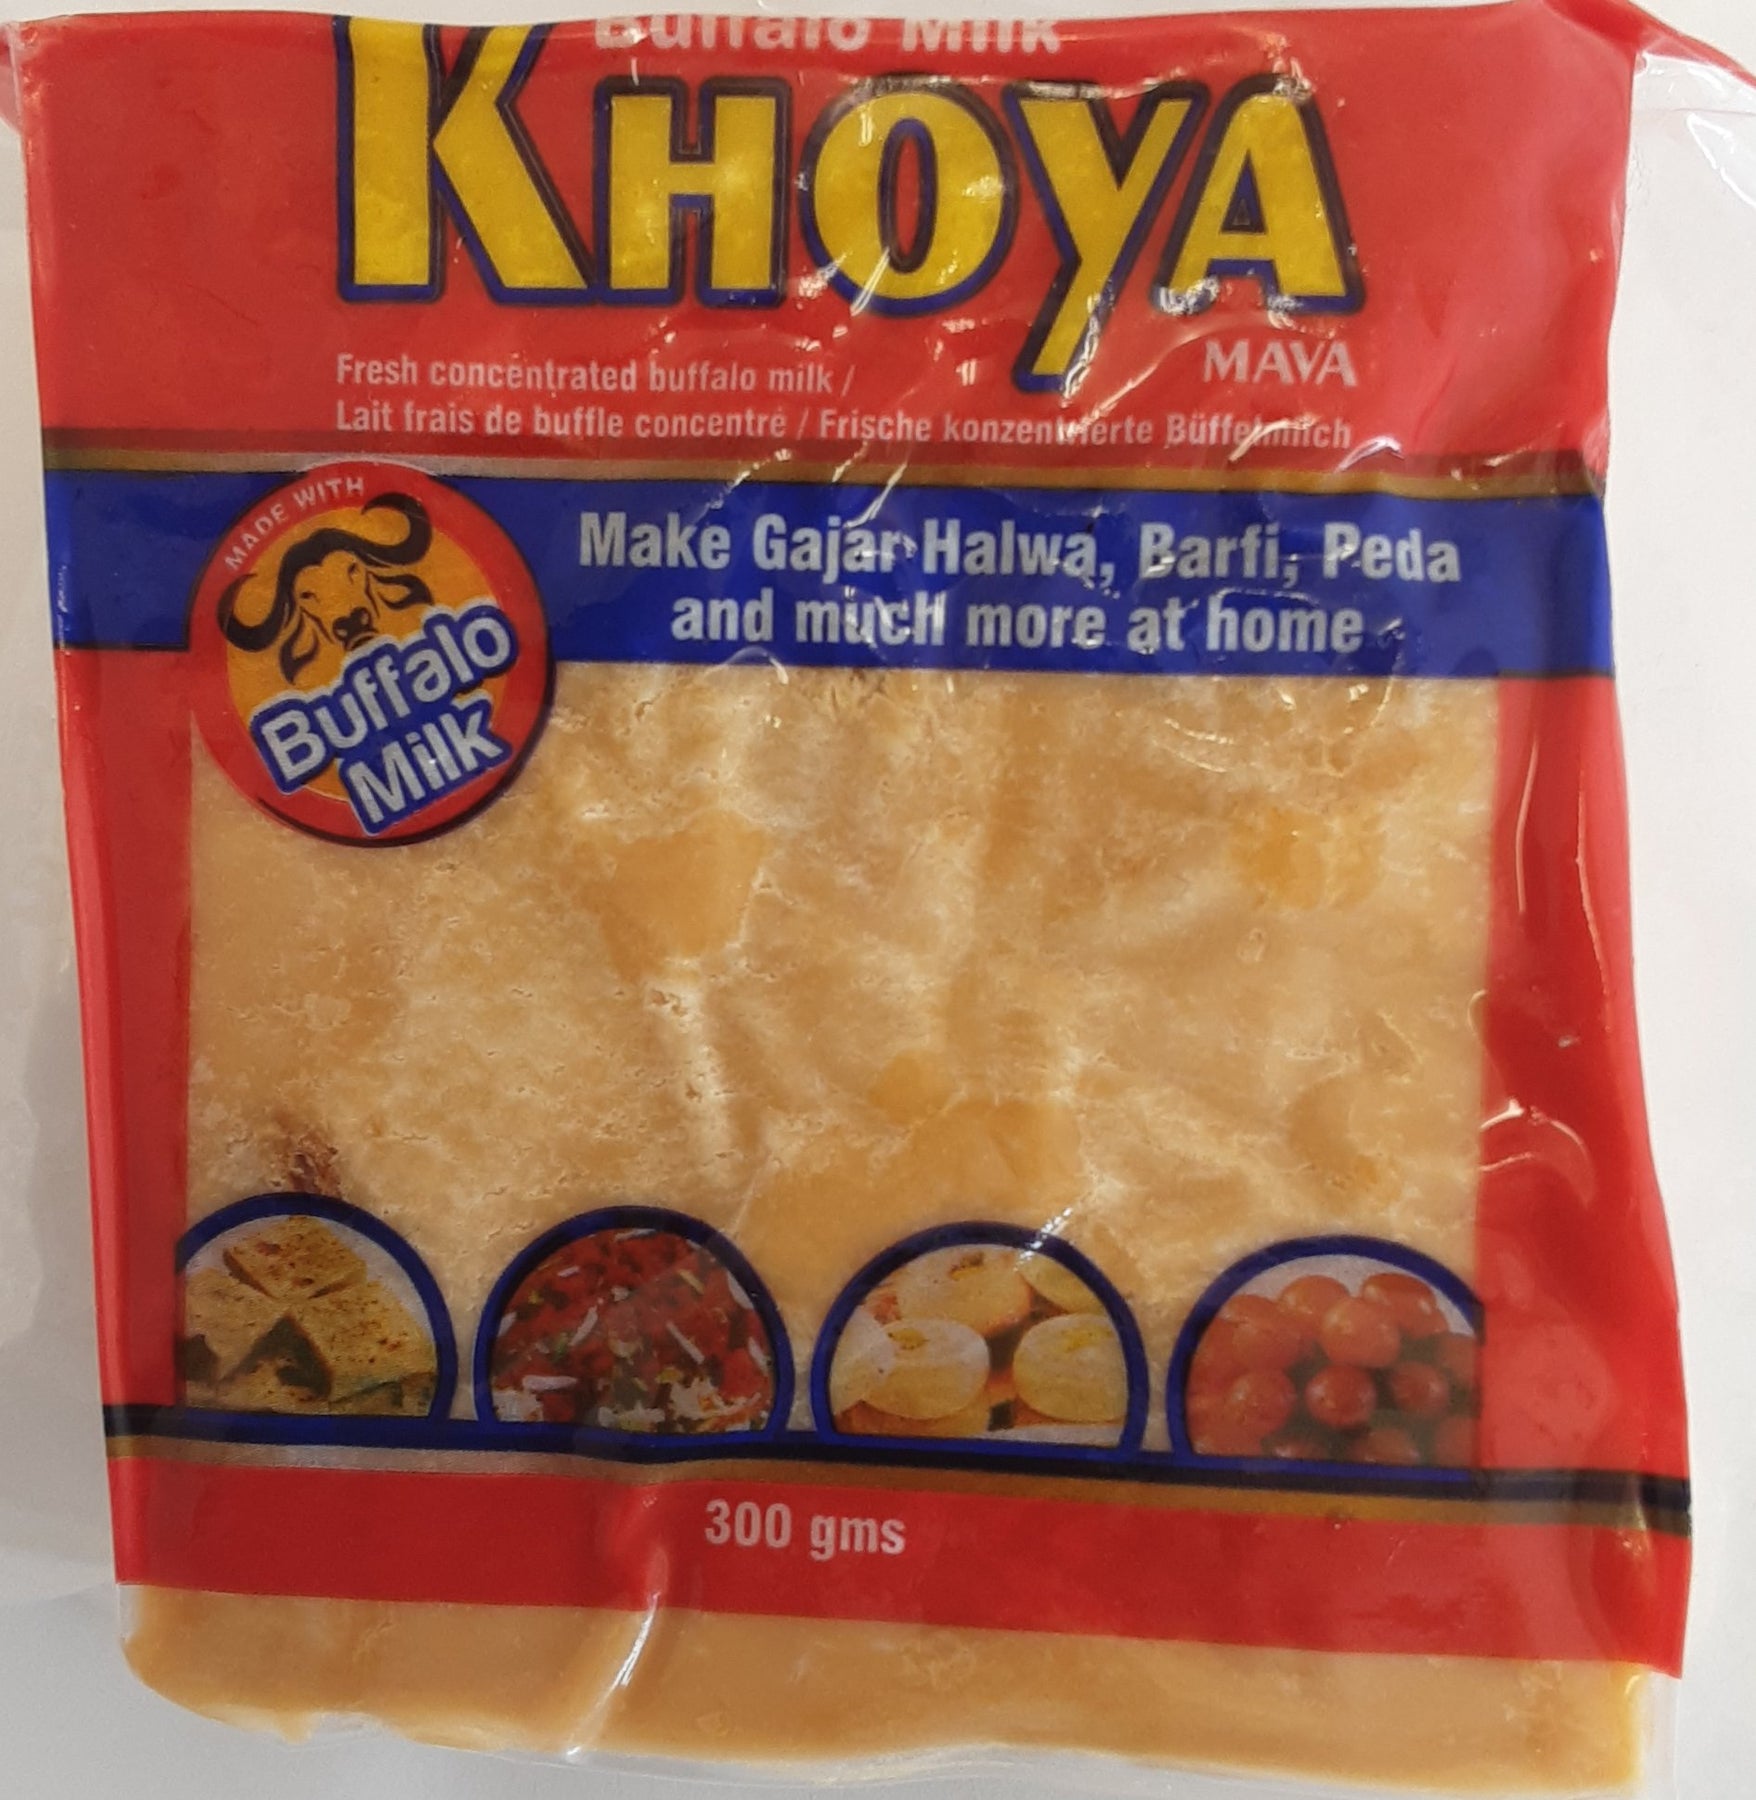 Buffalo Milk
KHOYA
MAVA
Fresh concentrated buffalo milk /
Lait frais de buffle concentré / Frische konzentrierte Büffelmilch
MADE WITH
Buffalo
Milk
Make Gajar Halwa, Barfi, Peda
and much more at home
300 gms